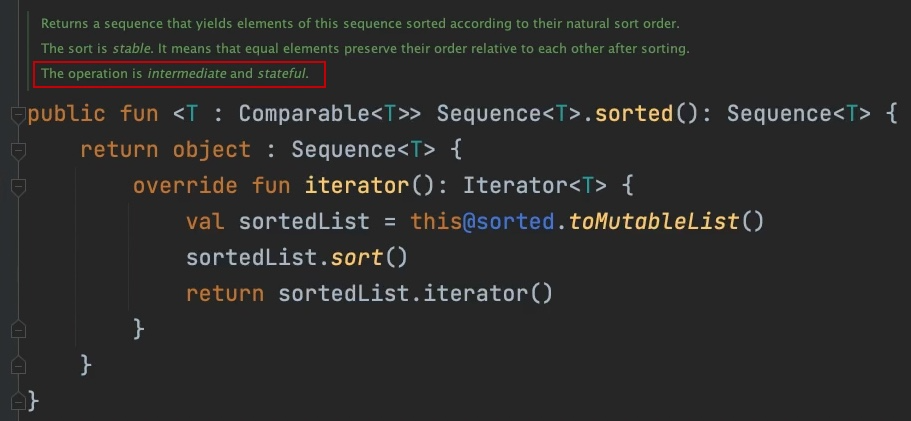 Returns a sequence that yields elements of this sequence sorted according to their natural sort order.
The sort is stable. It means that equal elements preserve their order relative to each other after sorting.
The operation is intermediate and stateful.
public fun <T : Comparable<T>> Sequence<T>.sorted(): Sequence<T> {
    return object : Sequence<T> {
        override fun iterator(): Iterator<T> {
            val sortedList = this@sorted.toMutableList()
            sortedList.sort()
            return sortedList.iterator()
        }
    }
}